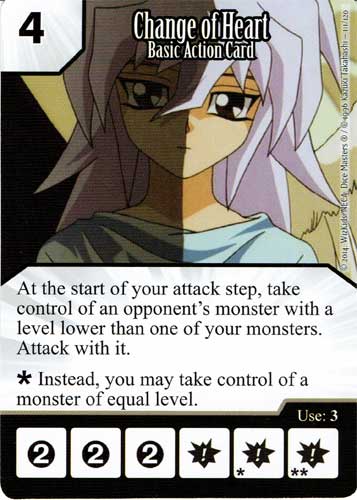 4
Change of Heart
Basic Action Card
At the start of your attack step, take
control of an opponent's monster with a
level lower than one of your monsters.
Attack with it.
* Instead, you may take control of a
monster of equal level.
Use: 3
2 2 2 ! ! !
* **